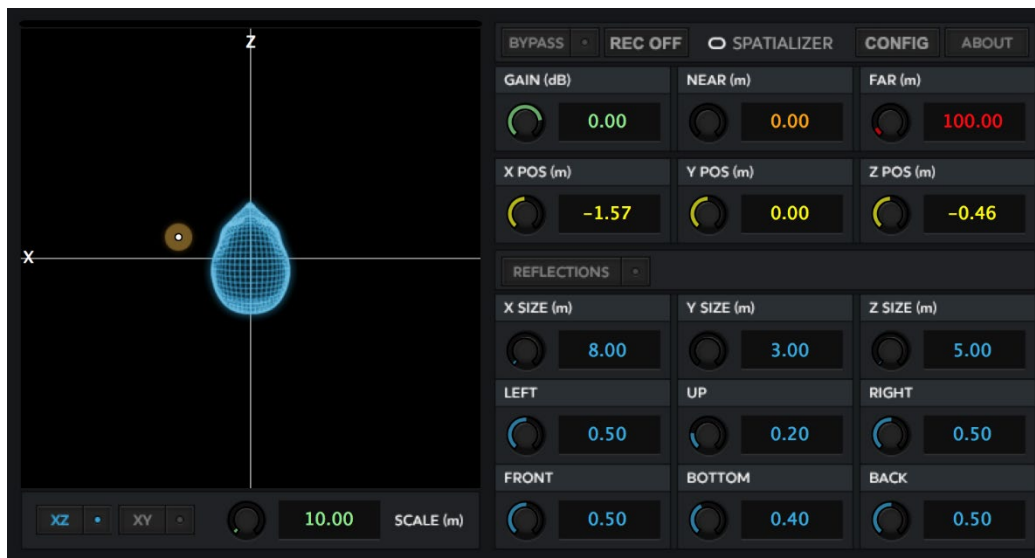 Z
X
XZ XY 10.00 SCALE (m)
BYPASS REC OFF SPATIALIZER CONFIG ABOUT
GAIN (dB) NEAR (m) FAR (m)
0.00 0.00 100.00
X POS (m) Y POS (m) Z POS (m)
-1.57 0.00 -0.46
REFLECTIONS
X SIZE (m) Y SIZE (m) Z SIZE (m)
8.00 3.00 5.00
LEFT UP RIGHT
0.50 0.20 0.50
FRONT BOTTOM BACK
0.50 0.40 0.50